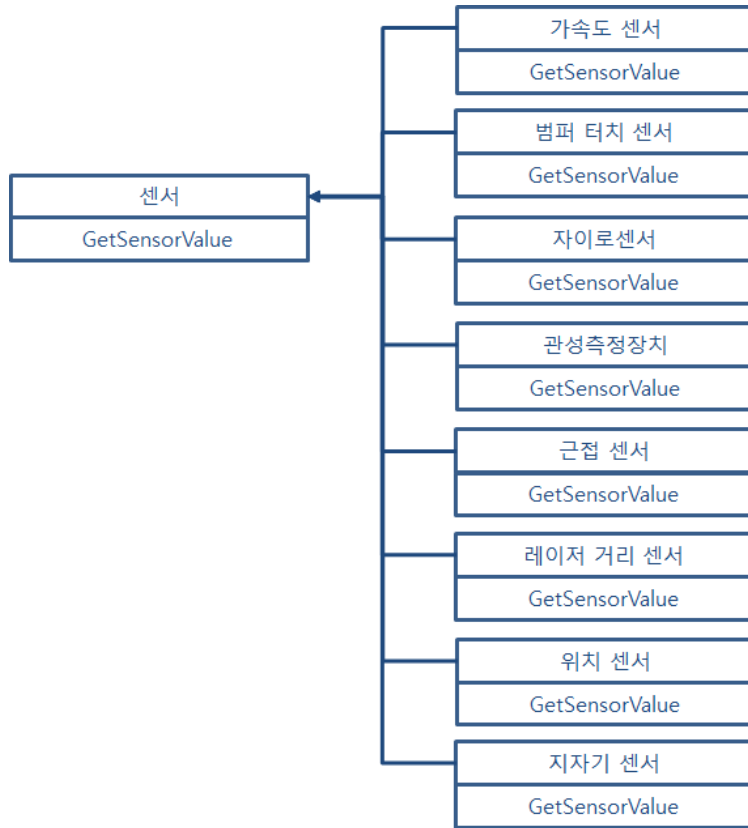 가속도 센서
GetSensorValue
범퍼 터치 센서
GetSensorValue
센서
GetSensorValue
자이로센서
GetSensorValue
관성측정장치
GetSensorValue
근접 센서
GetSensorValue
레이저 거리 센서
GetSensorValue
위치 센서
GetSensorValue
지자기 센서
GetSensorValue